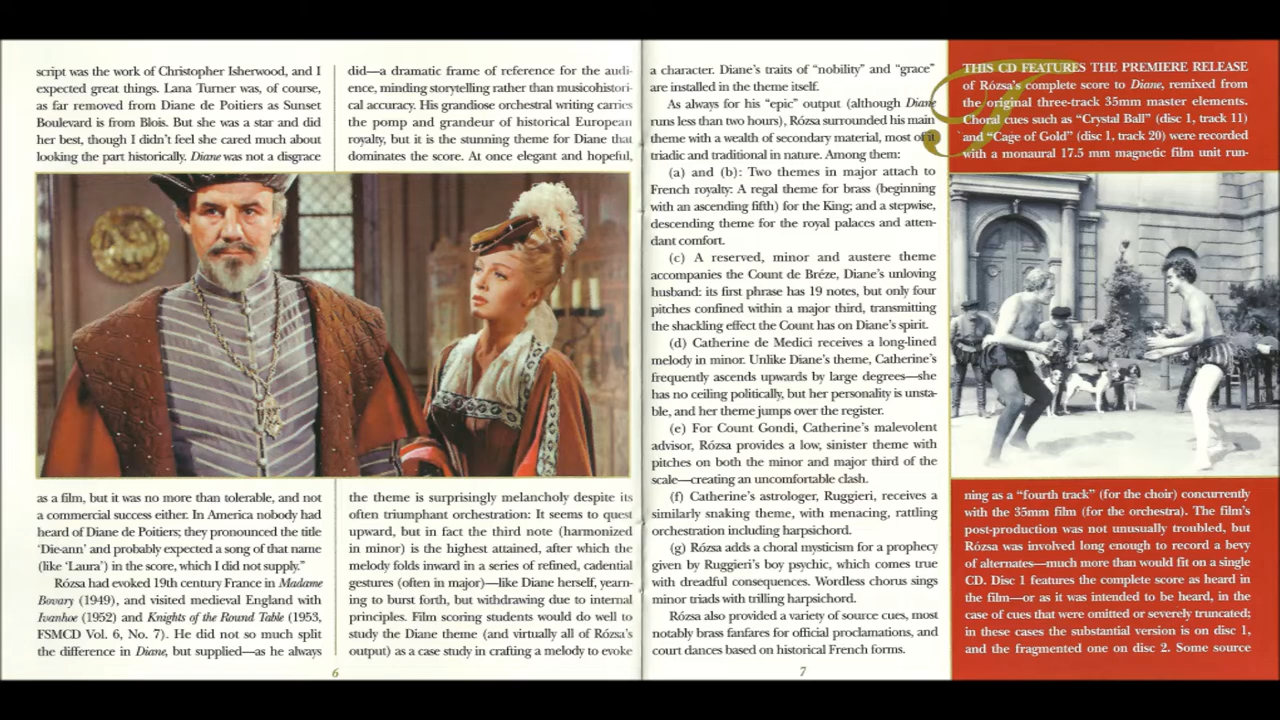 script was the work of Christopher Isherwood, and I
expected great things. Lana Turner was, of course,
as far removed from Diane de Poitiers as Sunset
Boulevard is from Blois. But she was a star and did
her best, though I didn't feel she cared much about
looking the part historically. Diane was not a disgrace
as a film, but it was no more than tolerable, and not
a commercial success either. In America nobody had
heard of Diane de Poitiers; they pronounced the title
'Die-ann' and probably expected a song of that name
(like 'Laura') in the score, which I did not supply."
Rózsa had evoked 19th century France in Madame
Bovary (1949), and visited medieval England with
Ivanhoe (1952) and Knights of the Round Table (1953,
FSMCD Vol. 6, No. 7). He did not so much split
the difference in Diane, but supplied—as he always
did—a dramatic frame of reference for the audi-
ence, minding storytelling rather than musicohistori-
cal accuracy. His grandiose orchestral writing carries
the pomp and grandeur of historical European
royalty, but it is the stunning theme for Diane that
dominates the score. At once elegant and hopeful,
the theme is surprisingly melancholy despite its
often triumphant orchestration: It seems to quest
upward, but in fact the third note (harmonized
in minor) is the highest attained, after which the
melody folds inward in a series of refined, cadential
gestures (often in major)—like Diane herself, yearn-
ing to burst forth, but withdrawing due to internal
principles. Film scoring students would do well to
study the Diane theme (and virtually all of Rózsa's
output) as a case study in crafting a melody to evoke
6
a character. Diane's traits of "nobility" and "grace"
are installed in the theme itself.
As always for his "epic" output (although Diane
runs less than two hours), Rózsa surrounded his main
theme with a wealth of secondary material, most of it
triadic and traditional in nature. Among them:
(a) and (b): Two themes in major attach to
French royalty: A regal theme for brass (beginning
with an ascending fifth) for the King; and a stepwise,
descending theme for the royal palaces and atten-
dant comfort.
(c) A reserved, minor and austere theme
accompanies the Count de Bréze, Diane's unloving
husband: its first phrase has 19 notes, but only four
pitches confined within a major third, transmitting
the shackling effect the Count has on Diane's spirit.
(d) Catherine de Medici receives a long-lined
melody in minor. Unlike Diane's theme, Catherine's
frequently ascends upwards by large degrees—she
has no ceiling politically, but her personality is unsta-
ble, and her theme jumps over the register.
(e) For Count Gondi, Catherine's malevolent
advisor, Rózsa provides a low, sinister theme with
pitches on both the minor and major third of the
scale—creating an uncomfortable clash.
(f) Catherine's astrologer, Ruggieri, receives a
similarly snaking theme, with menacing, rattling
orchestration including harpsichord.
(g) Rózsa adds a choral mysticism for a prophecy
given by Ruggieri's boy psychic, which comes true
with dreadful consequences. Wordless chorus sings
minor triads with trilling harpsichord.
Rózsa also provided a variety of source cues, most
notably brass fanfares for official proclamations, and
court dances based on historical French forms.
7
THIS CD FEATURES THE PREMIERE RELEASE
of Rózsa's complete score to Diane, remixed from
the original three-track 35mm master elements.
Choral cues such as "Crystal Ball" (disc 1, track 11)
and "Cage of Gold" (disc 1, track 20) were recorded
with a monaural 17.5 mm magnetic film unit run-
ning as a "fourth track" (for the choir) concurrently
with the 35mm film (for the orchestra). The film's
post-production was not unusually troubled, but
Rózsa was involved long enough to record a bevy
of alternates—much more than would fit on a single
CD. Disc 1 features the complete score as heard in
the film—or as it was intended to be heard, in the
case of cues that were omitted or severely truncated;
in these cases the substantial version is on disc 1,
and the fragmented one on disc 2. Some source